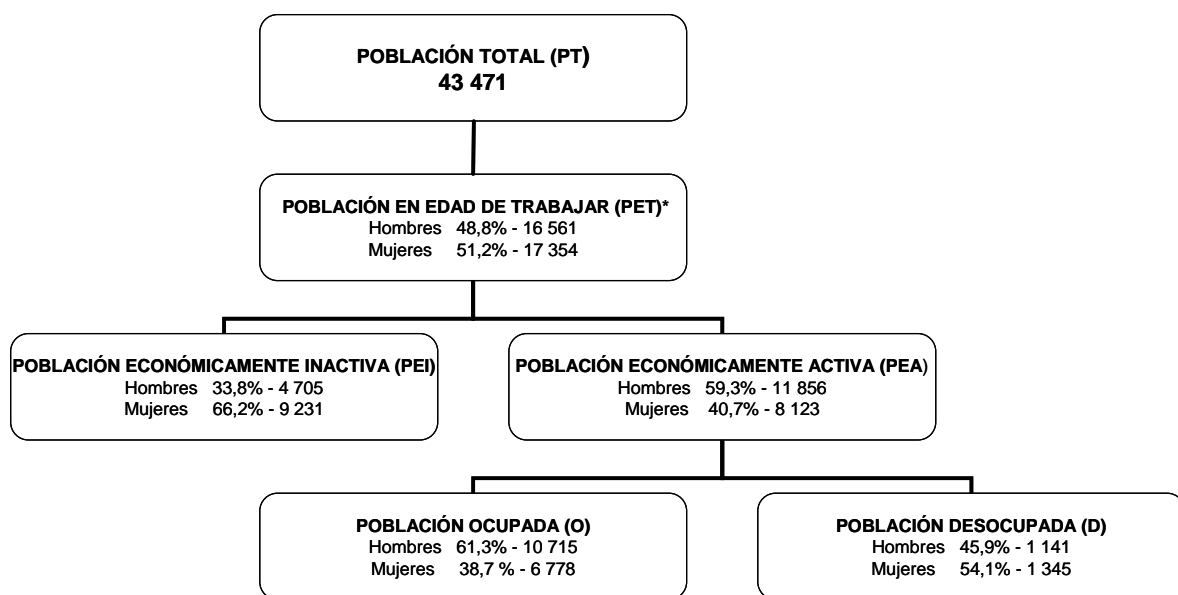 POBLACIÓN TOTAL (PT)
43 471
POBLACIÓN EN EDAD DE TRABAJAR (PET)*
Hombres 48,8% - 16 561
Mujeres 51,2% - 17 354
POBLACIÓN ECONÓMICAMENTE INACTIVA (PEI)
Hombres 33,8% - 4 705
Mujeres 66,2% - 9 231
POBLACIÓN ECONÓMICAMENTE ACTIVA (PEA)
Hombres 59,3% - 11 856
Mujeres 40,7% - 8 123
POBLACIÓN OCUPADA (O)
Hombres 61,3% - 10 715
Mujeres 38,7 % - 6 778
POBLACIÓN DESOCUPADA (D)
Hombres 45,9% - 1 141
Mujeres 54,1% - 1 345